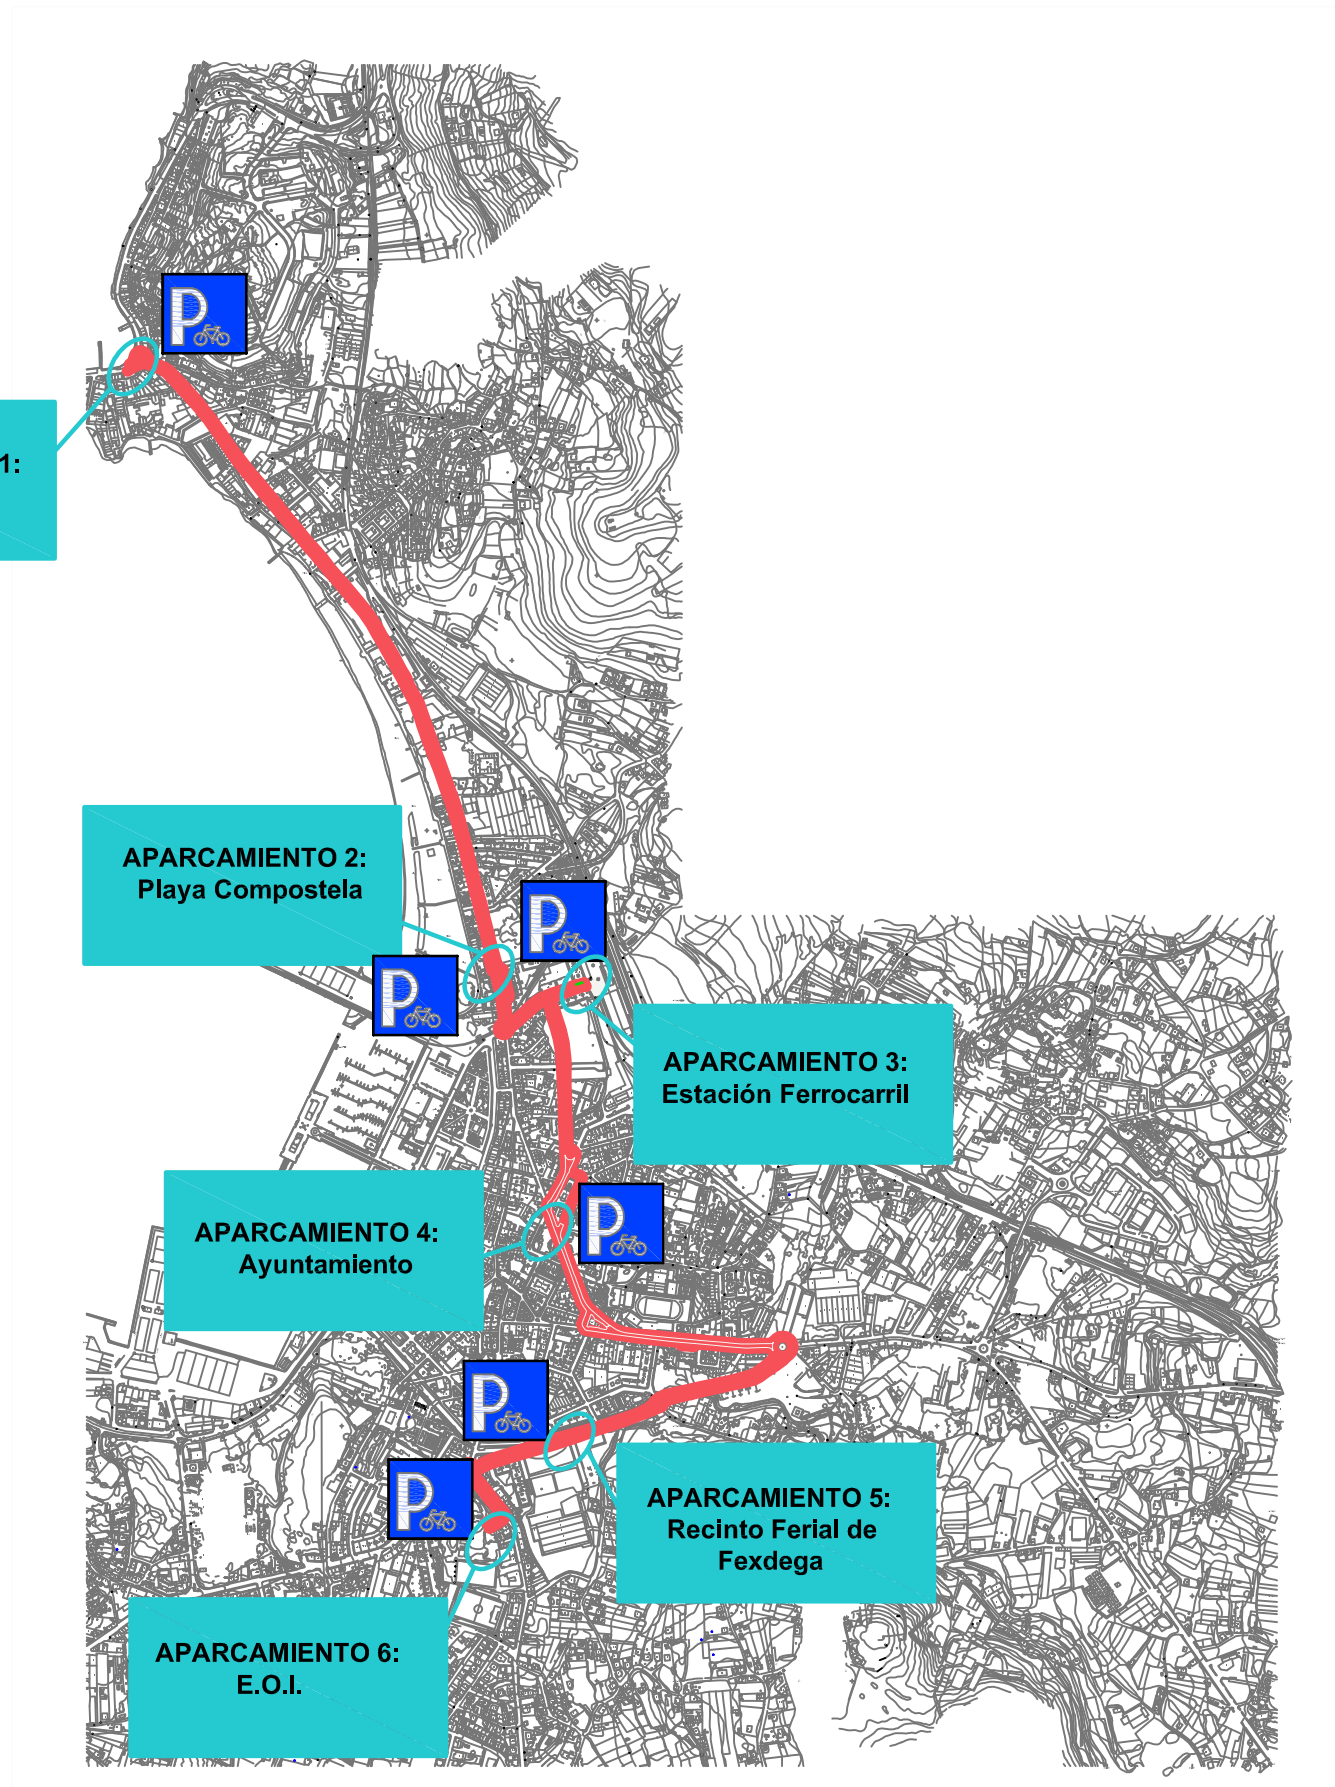 P
1:
APARCAMIENTO 2:
Playa Compostela
P
P
APARCAMIENTO 3:
Estación Ferrocarril
APARCAMIENTO 4:
Ayuntamiento
P
P
APARCAMIENTO 5:
Recinto Ferial de
Fexdega
P
APARCAMIENTO 6:
E.O.I.